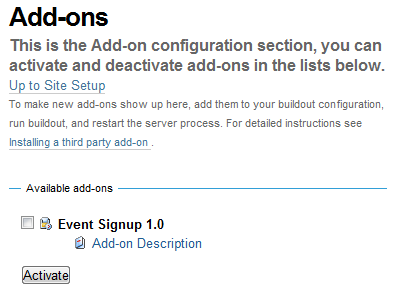 Add-ons
This is the Add-on configuration section, you can
activate and deactivate add-ons in the lists below.
Up to Site Setup
To make new add-ons show up here, add them to your buildout configuration,
run buildout, and restart the server process. For detailed instructions see
Installing a third party add-on .
Available add-ons
Event Signup 1.0
Add-on Description
Activate